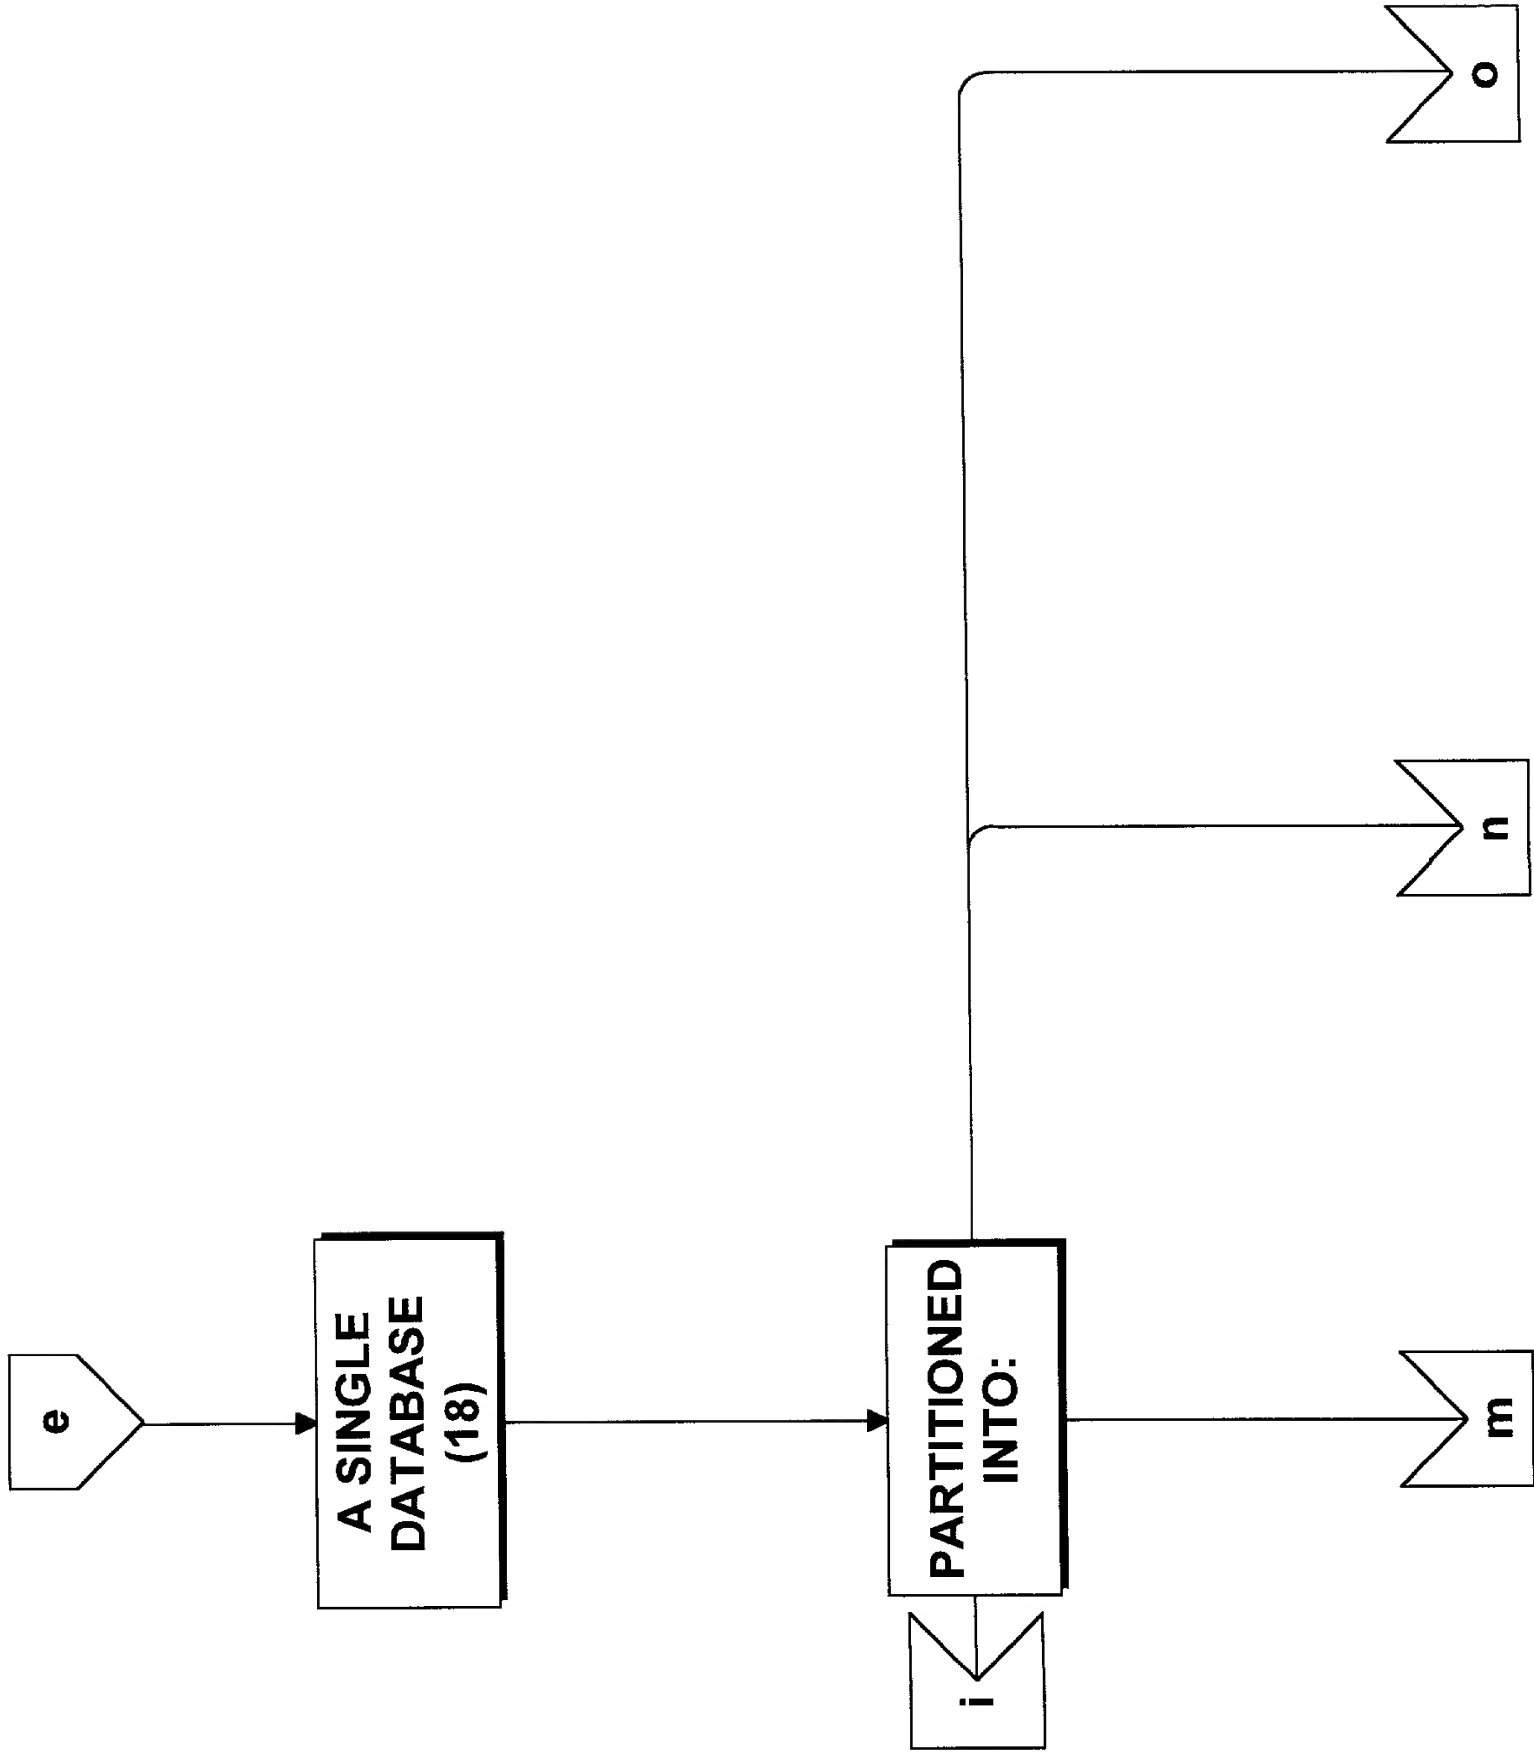 e
A SINGLE
DATABASE
(18)
PARTITIONED
INTO:
i
m
n
o